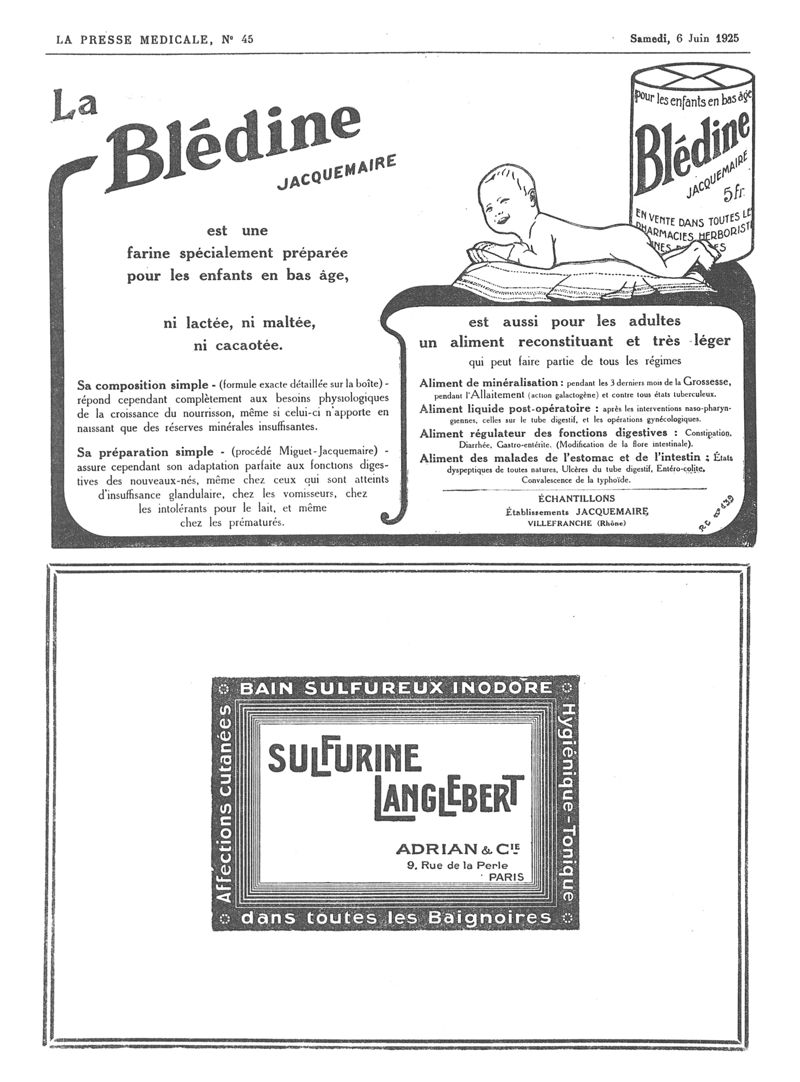 LA PRESSE MEDICALE, N° 45
Samedi, 6 Juin 1925
La
Blédine
JACQUEMAIRE
est une
farine spécialement préparée
pour les enfants en bas âge,
ni lactée, ni maltée,
ni cacaotée.
Sa composition simple - (formule exacte détaillée sur la boîte) -
répond cependant complètement aux besoins physiologiques
de la croissance du nourrisson, même si celui-ci n'apporte en
naissant que des réserves minérales insuffisantes.
Sa préparation simple - (procédé Miguet-Jacquemaire) -
assure cependant son adaptation parfaite aux fonctions diges-
tives des nouveaux-nés, même chez ceux qui sont atteints
d'insuffisance glandulaire, chez les vomisseurs, chez
les intolérants pour le lait, et même
chez les prématurés.
pour les enfants en bas âge
Blédine
JACQUEMAIRE
5 fr.
EN VENTE DANS TOUTES LES
PHARMACIES HERBORIST
est aussi pour les adultes
un aliment reconstituant et très léger
qui peut faire partie de tous les régimes
Aliment de minéralisation : pendant les 3 derniers mois de la Grossesse,
pendant l'Allaitement (action galactogène) et contre tous états tuberculeux.
Aliment liquide post-opératoire : après les interventions naso-pharyn-
giennes, celles sur le tube digestif, et les opérations gynécologiques.
Aliment régulateur des fonctions digestives : Constipation,
Diarrhée, Gastro-entérite. (Modification de la flore intestinale).
Aliment des malades de l'estomac et de l'intestin : États
dyspeptiques de toutes natures, Ulcères du tube digestif, Entéro-colite,
Convalescence de la typhoïde.
ÉCHANTILLONS
Établissements JACQUEMAIRE
VILLEFRANCHE (Rhône)
R.C. n° 439
BAIN SULFUREUX INODORE
Affections cutanées
Hygiénique-Tonique
SULFURINE
LANGLEBERT
ADRIAN & CIE
9, Rue de la Perle
PARIS
dans toutes les Baignoires